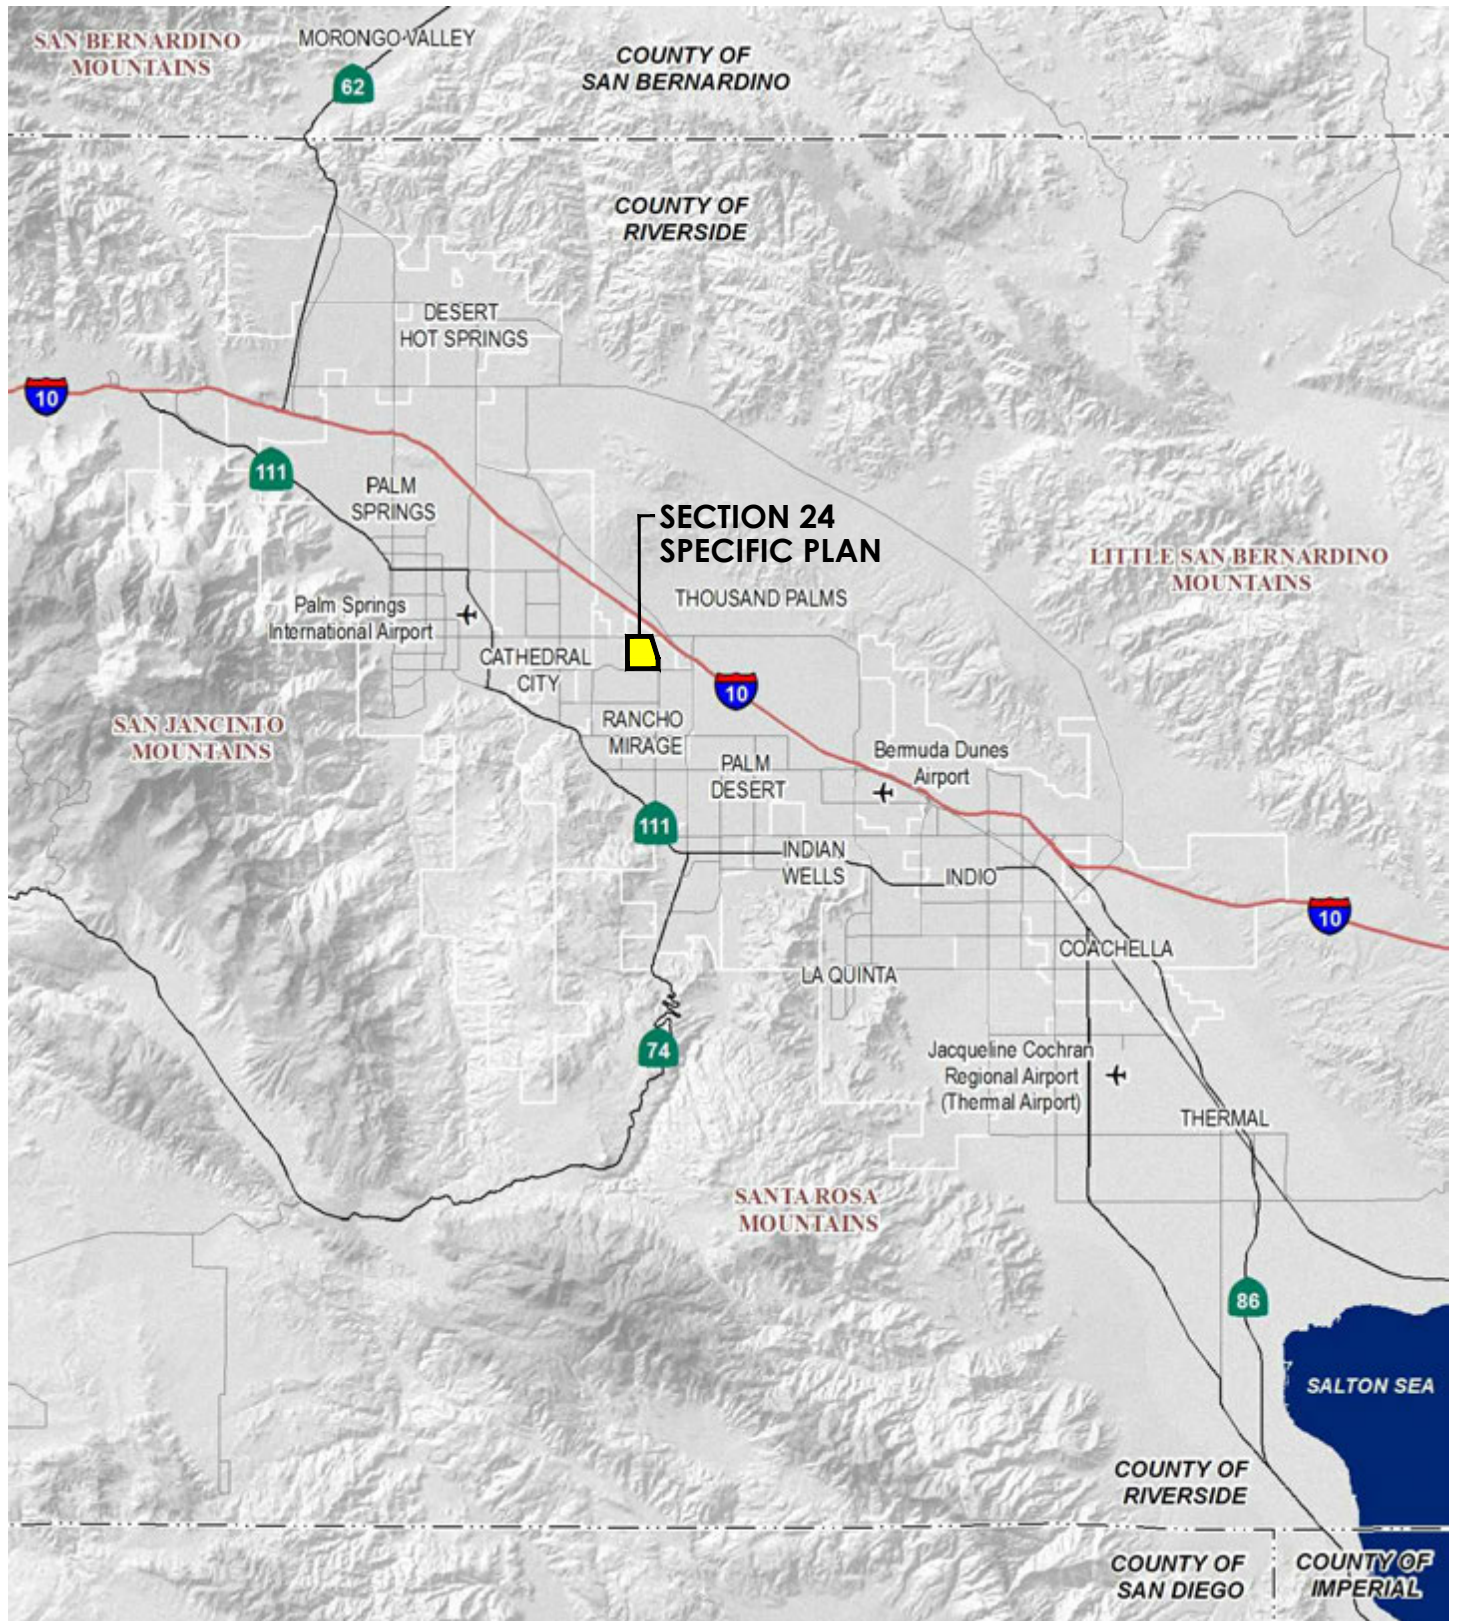 SAN BERNARDINO
MOUNTAINS
MORONGO VALLEY
62
COUNTY OF
SAN BERNARDINO
COUNTY OF
RIVERSIDE
DESERT
HOT SPRINGS
10
111
PALM
SPRINGS
SECTION 24
SPECIFIC PLAN
LITTLE SAN BERNARDINO
MOUNTAINS
THOUSAND PALMS
Palm Springs
International Airport
CATHEDRAL
CITY
10
SAN JANCINTO
MOUNTAINS
RANCHO
MIRAGE
PALM
DESERT
Bermuda Dunes
Airport
111
INDIAN
WELLS
INDIO
10
COACHELLA
LA QUINTA
74
Jacqueline Cochran
Regional Airport
(Thermal Airport)
THERMAL
SANTA ROSA
MOUNTAINS
86
SALTON SEA
COUNTY OF
RIVERSIDE
COUNTY OF
SAN DIEGO
COUNTY OF
IMPERIAL